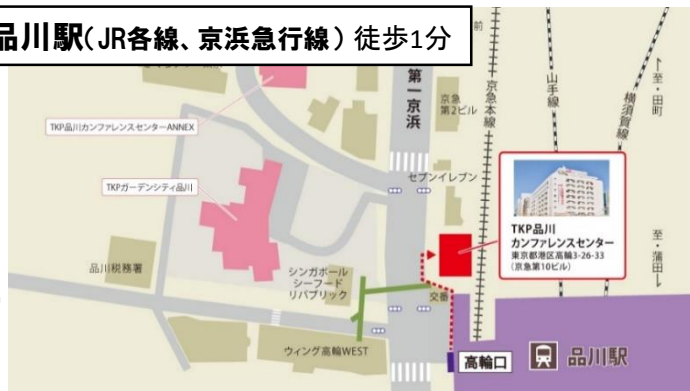 品川駅(JR各線、京浜急行線)徒歩1分
前
TKP品川カンファレンスセンターANNEX
TKPガーデンシティ品川
品川税務署
第一京浜
京急
第2ビル
京急本線
山手線
横須賀線
至・田町
セブンイレブン
TKP品川
カンファレンスセンター
東京都港区高輪3-26-33
(京急第10ビル)
至・蒲田
シンガポール
シーフード
リパブリック
交番
ウィング高輪WEST
高輪口
品川駅